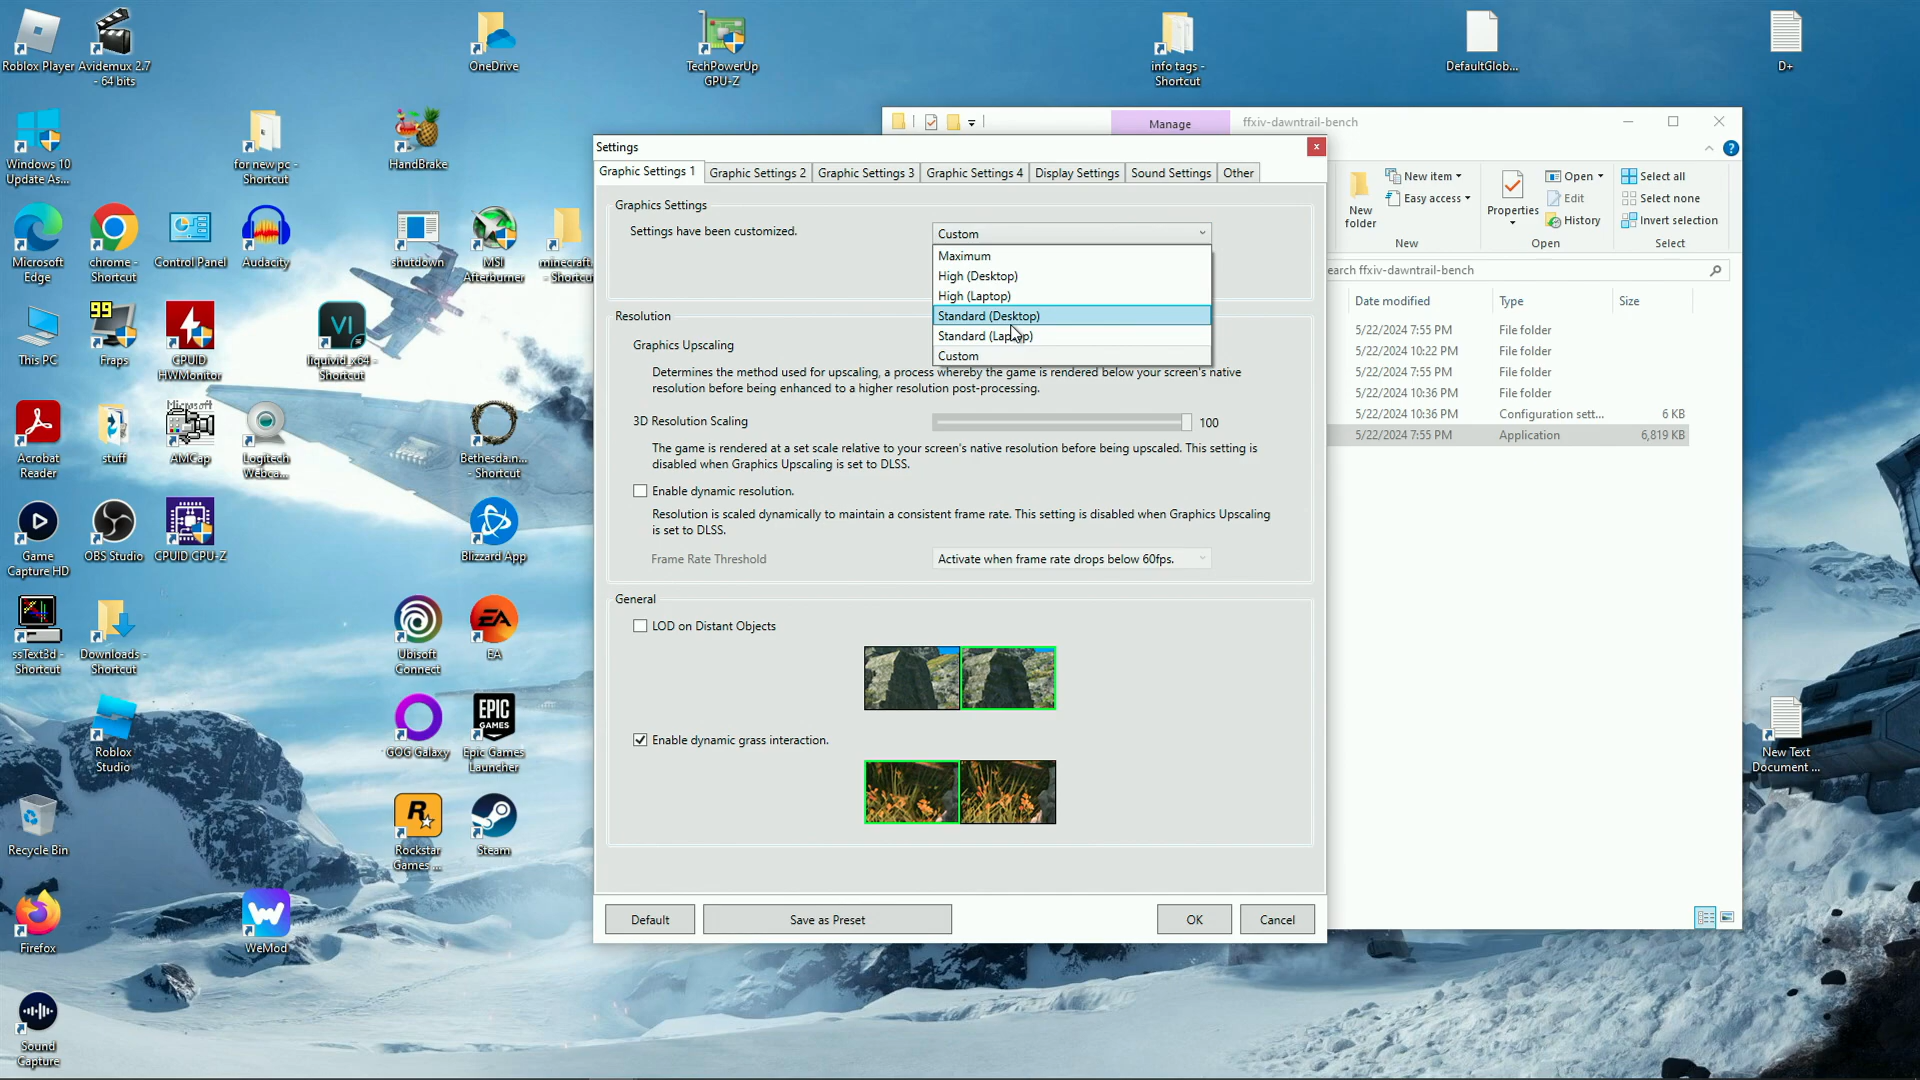 Roblox Player
Avidemux 2.7
- 64 bits
OneDrive
TechPowerUp
GPU-Z
info tags -
Shortcut
DefaultGlob...
D+
Windows 10
Update As...
for new pc -
Shortcut
HandBrake
Microsoft
Edge
chrome -
Shortcut
Control Panel
Audacity
shutdown
MSI
Afterburner
minecraft
- Shortcu
This PC
99
Fraps
CPUID
HWMonitor
VI
liquivid_x64 -
Shortcut
Acrobat
Reader
stuff
Microsoft
AMCap
Logitech
Webca...
Bethesda.n...
- Shortcut
Game
Capture HD
OBS Studio
CPUID CPU-Z
Blizzard App
ssText3d -
Shortcut
Downloads -
Shortcut
Ubisoft
Connect
EA
EA
Roblox
Studio
GOG Galaxy
EPIC
GAMES
Epic Games
Launcher
Recycle Bin
R
Rockstar
Games ...
Steam
Firefox
WeMod
Sound
Capture
New Text
Document ...
Manage
ffxiv-dawntrail-bench
New
folder
New item
Easy access
New
Properties
Open
Edit
History
Open
Select all
Select none
Invert selection
Select
earch ffxiv-dawntrail-bench
Date modified
Type
Size
5/22/2024 7:55 PM
File folder
5/22/2024 10:22 PM
File folder
5/22/2024 7:55 PM
File folder
5/22/2024 10:36 PM
File folder
5/22/2024 10:36 PM
Configuration sett...
6 KB
5/22/2024 7:55 PM
Application
6,819 KB
Settings
x
Graphic Settings 1
Graphic Settings 2
Graphic Settings 3
Graphic Settings 4
Display Settings
Sound Settings
Other
Graphics Settings
Settings have been customized.
Custom
Maximum
High (Desktop)
High (Laptop)
Standard (Desktop)
Standard (Laptop)
Custom
Resolution
Graphics Upscaling
Determines the method used for upscaling, a process whereby the game is rendered below your screen's native
resolution before being enhanced to a higher resolution post-processing.
3D Resolution Scaling
100
The game is rendered at a set scale relative to your screen's native resolution before being upscaled. This setting is
disabled when Graphics Upscaling is set to DLSS.
Enable dynamic resolution.
Resolution is scaled dynamically to maintain a consistent frame rate. This setting is disabled when Graphics Upscaling
is set to DLSS.
Frame Rate Threshold
Activate when frame rate drops below 60fps.
General
LOD on Distant Objects
Enable dynamic grass interaction.
Default
Save as Preset
OK
Cancel